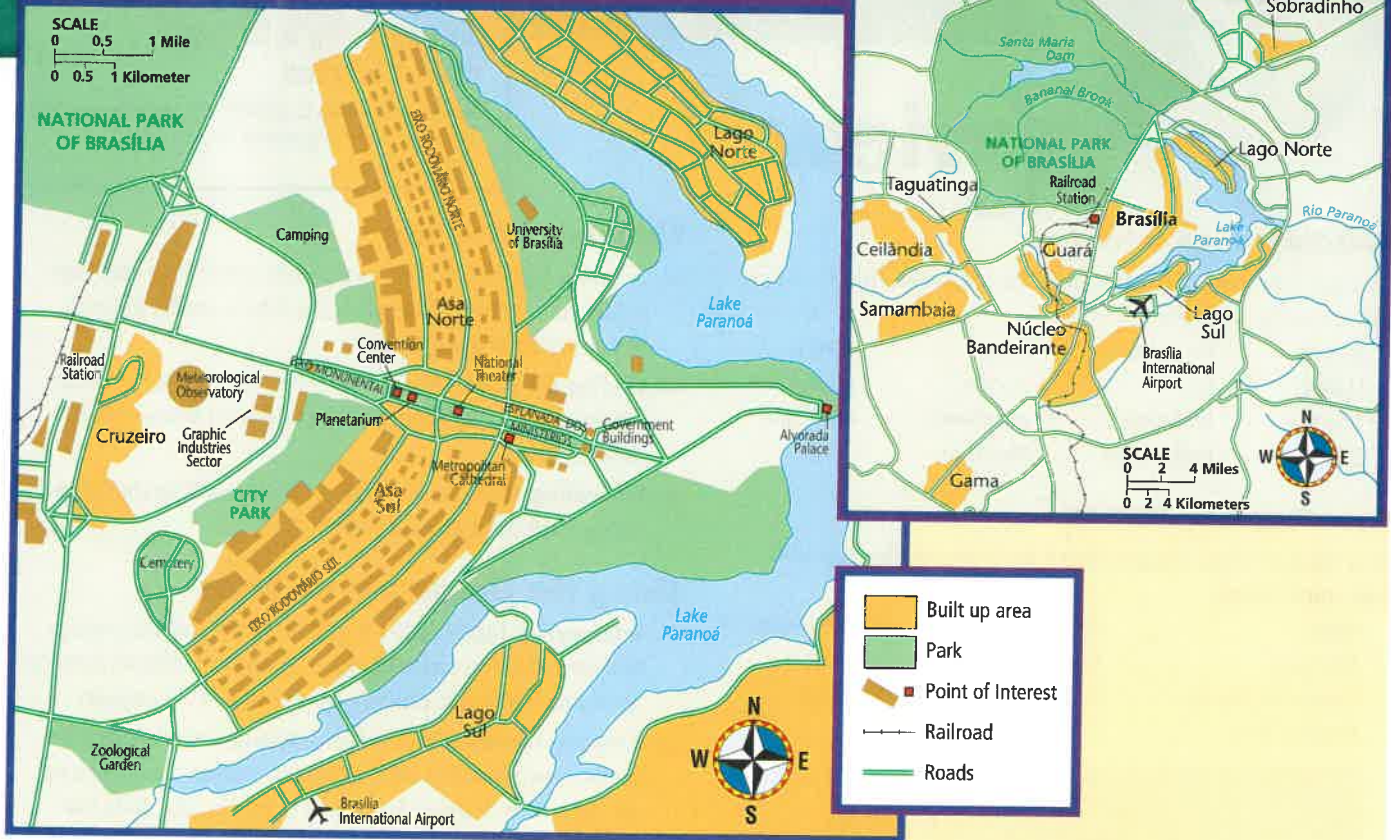 SCALE
0 0.5 1 Mile
0 0.5 1 Kilometer
NATIONAL PARK
OF BRASÍLIA
EIXO RODOVIÁRIO NORTE
Lago
Norte
Camping
University
of Brasília
Asa
Norte
Lake
Paranoá
Convention
Center
National
Theater
Railroad
Station
EIXO MONUMENTAL
Meteorological
Observatory
Planetarium
ESPLANADA DOS
MINISTÉRIOS
Government
Buildings
Alvorada
Palace
Cruzeiro
Graphic
Industries
Sector
Metropolitan
Cathedral
CITY
PARK
Asa
Sul
Cemetery
EIXO RODOVIÁRIO SUL
Lake
Paranoá
Lago
Sul
Zoological
Garden
Brasília
International Airport
N
W E
S
Sobradinho
Santa Maria
Dam
Bananal Brook
NATIONAL PARK
OF BRASÍLIA
Lago Norte
Taguatinga
Railroad
Station
Brasília
Rio Paranoá
Lake
Paranoá
Ceilândia
Guará
Samambaia
Lago
Sul
Núcleo
Bandeirante
Brasília
International
Airport
Gama
SCALE
0 2 4 Miles
0 2 4 Kilometers
N
W E
S
Built up area
Park
Point of Interest
Railroad
Roads